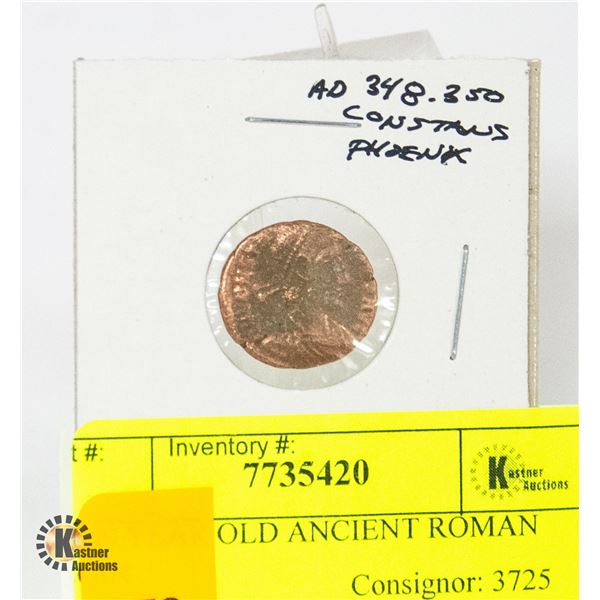 AD 348.350
CONSTANS
PHOENIX
t #:
Inventory #:
7735420
Kastner
Auctions
OLD ANCIENT ROMAN
Consignor: 3725
Kastner
Auctions